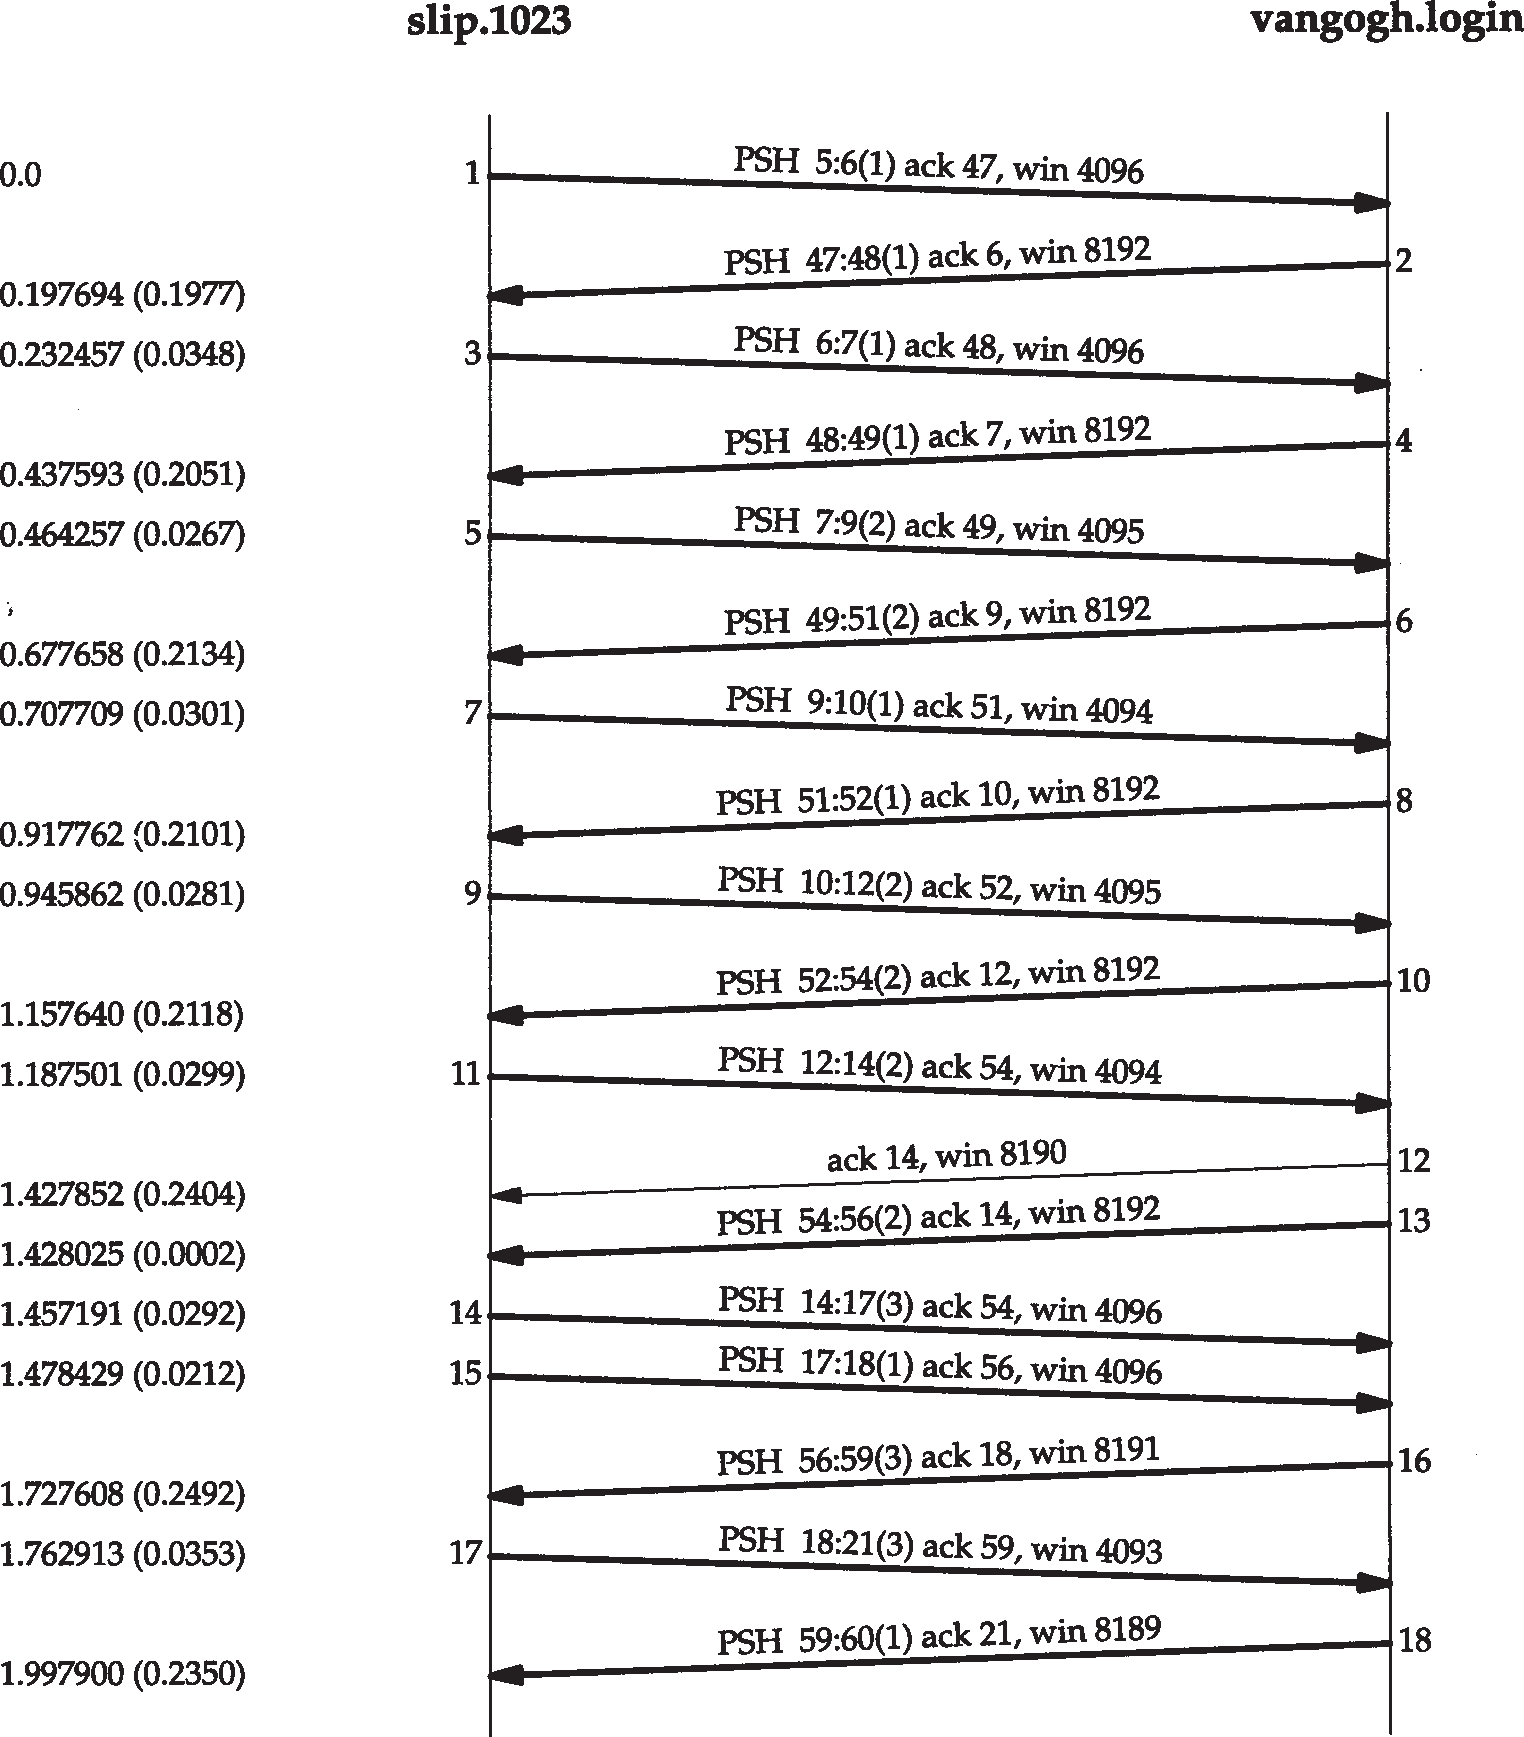 slip.1023 vangogh.login
0.0 1 PSH 5:6(1) ack 47, win 4096
PSH 47:48(1) ack 6, win 8192 2
0.197694 (0.1977)
0.232457 (0.0348) 3 PSH 6:7(1) ack 48, win 4096
PSH 48:49(1) ack 7, win 8192 4
0.437593 (0.2051)
0.464257 (0.0267) 5 PSH 7:9(2) ack 49, win 4095
PSH 49:51(2) ack 9, win 8192 6
0.677658 (0.2134)
0.707709 (0.0301) 7 PSH 9:10(1) ack 51, win 4094
PSH 51:52(1) ack 10, win 8192 8
0.917762 (0.2101)
0.945862 (0.0281) 9 PSH 10:12(2) ack 52, win 4095
PSH 52:54(2) ack 12, win 8192 10
1.157640 (0.2118)
1.187501 (0.0299) 11 PSH 12:14(2) ack 54, win 4094
ack 14, win 8190 12
1.427852 (0.2404)
PSH 54:56(2) ack 14, win 8192 13
1.428025 (0.0002)
1.457191 (0.0292) 14 PSH 14:17(3) ack 54, win 4096
1.478429 (0.0212) 15 PSH 17:18(1) ack 56, win 4096
PSH 56:59(3) ack 18, win 8191 16
1.727608 (0.2492)
1.762913 (0.0353) 17 PSH 18:21(3) ack 59, win 4093
PSH 59:60(1) ack 21, win 8189 18
1.997900 (0.2350)